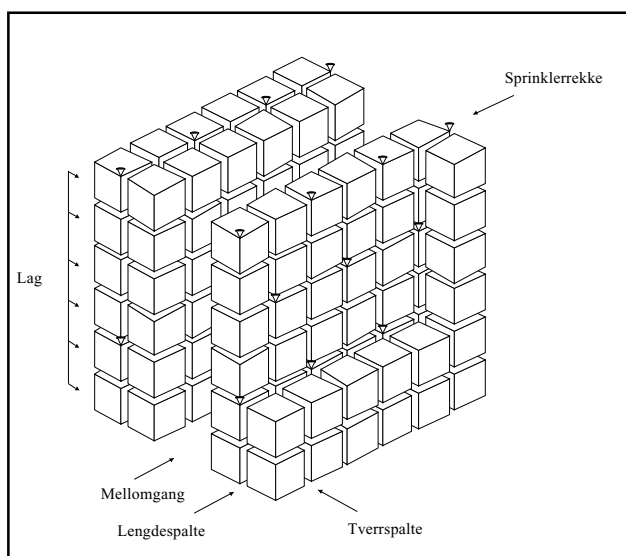 Sprinklerrekke
Lag
Mellomgang
Lengdespalte
Tverrspalte